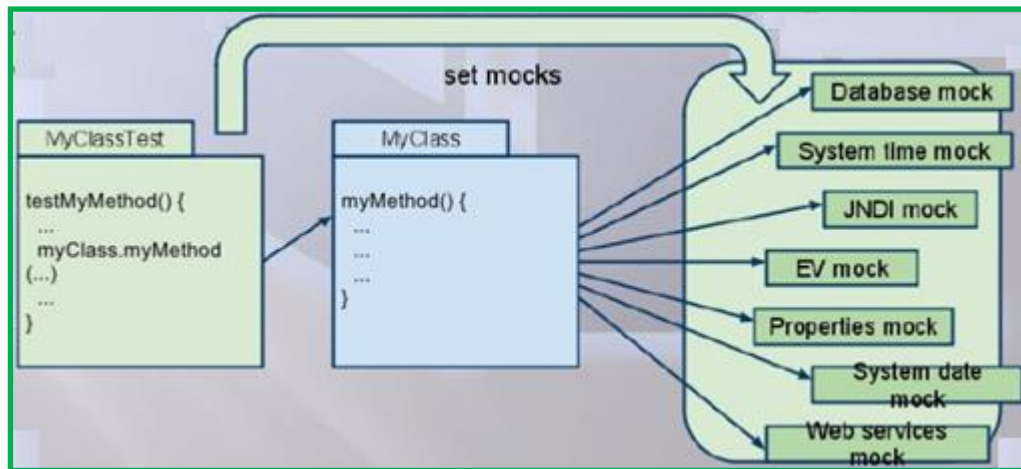 set mocks
MyClassTest
testMyMethod() {
...
myClass.myMethod
(...)
...
}
MyClass
myMethod() {
...
...
...
}
Database mock
System time mock
JNDI mock
EV mock
Properties mock
System date
mock
Web services
mock